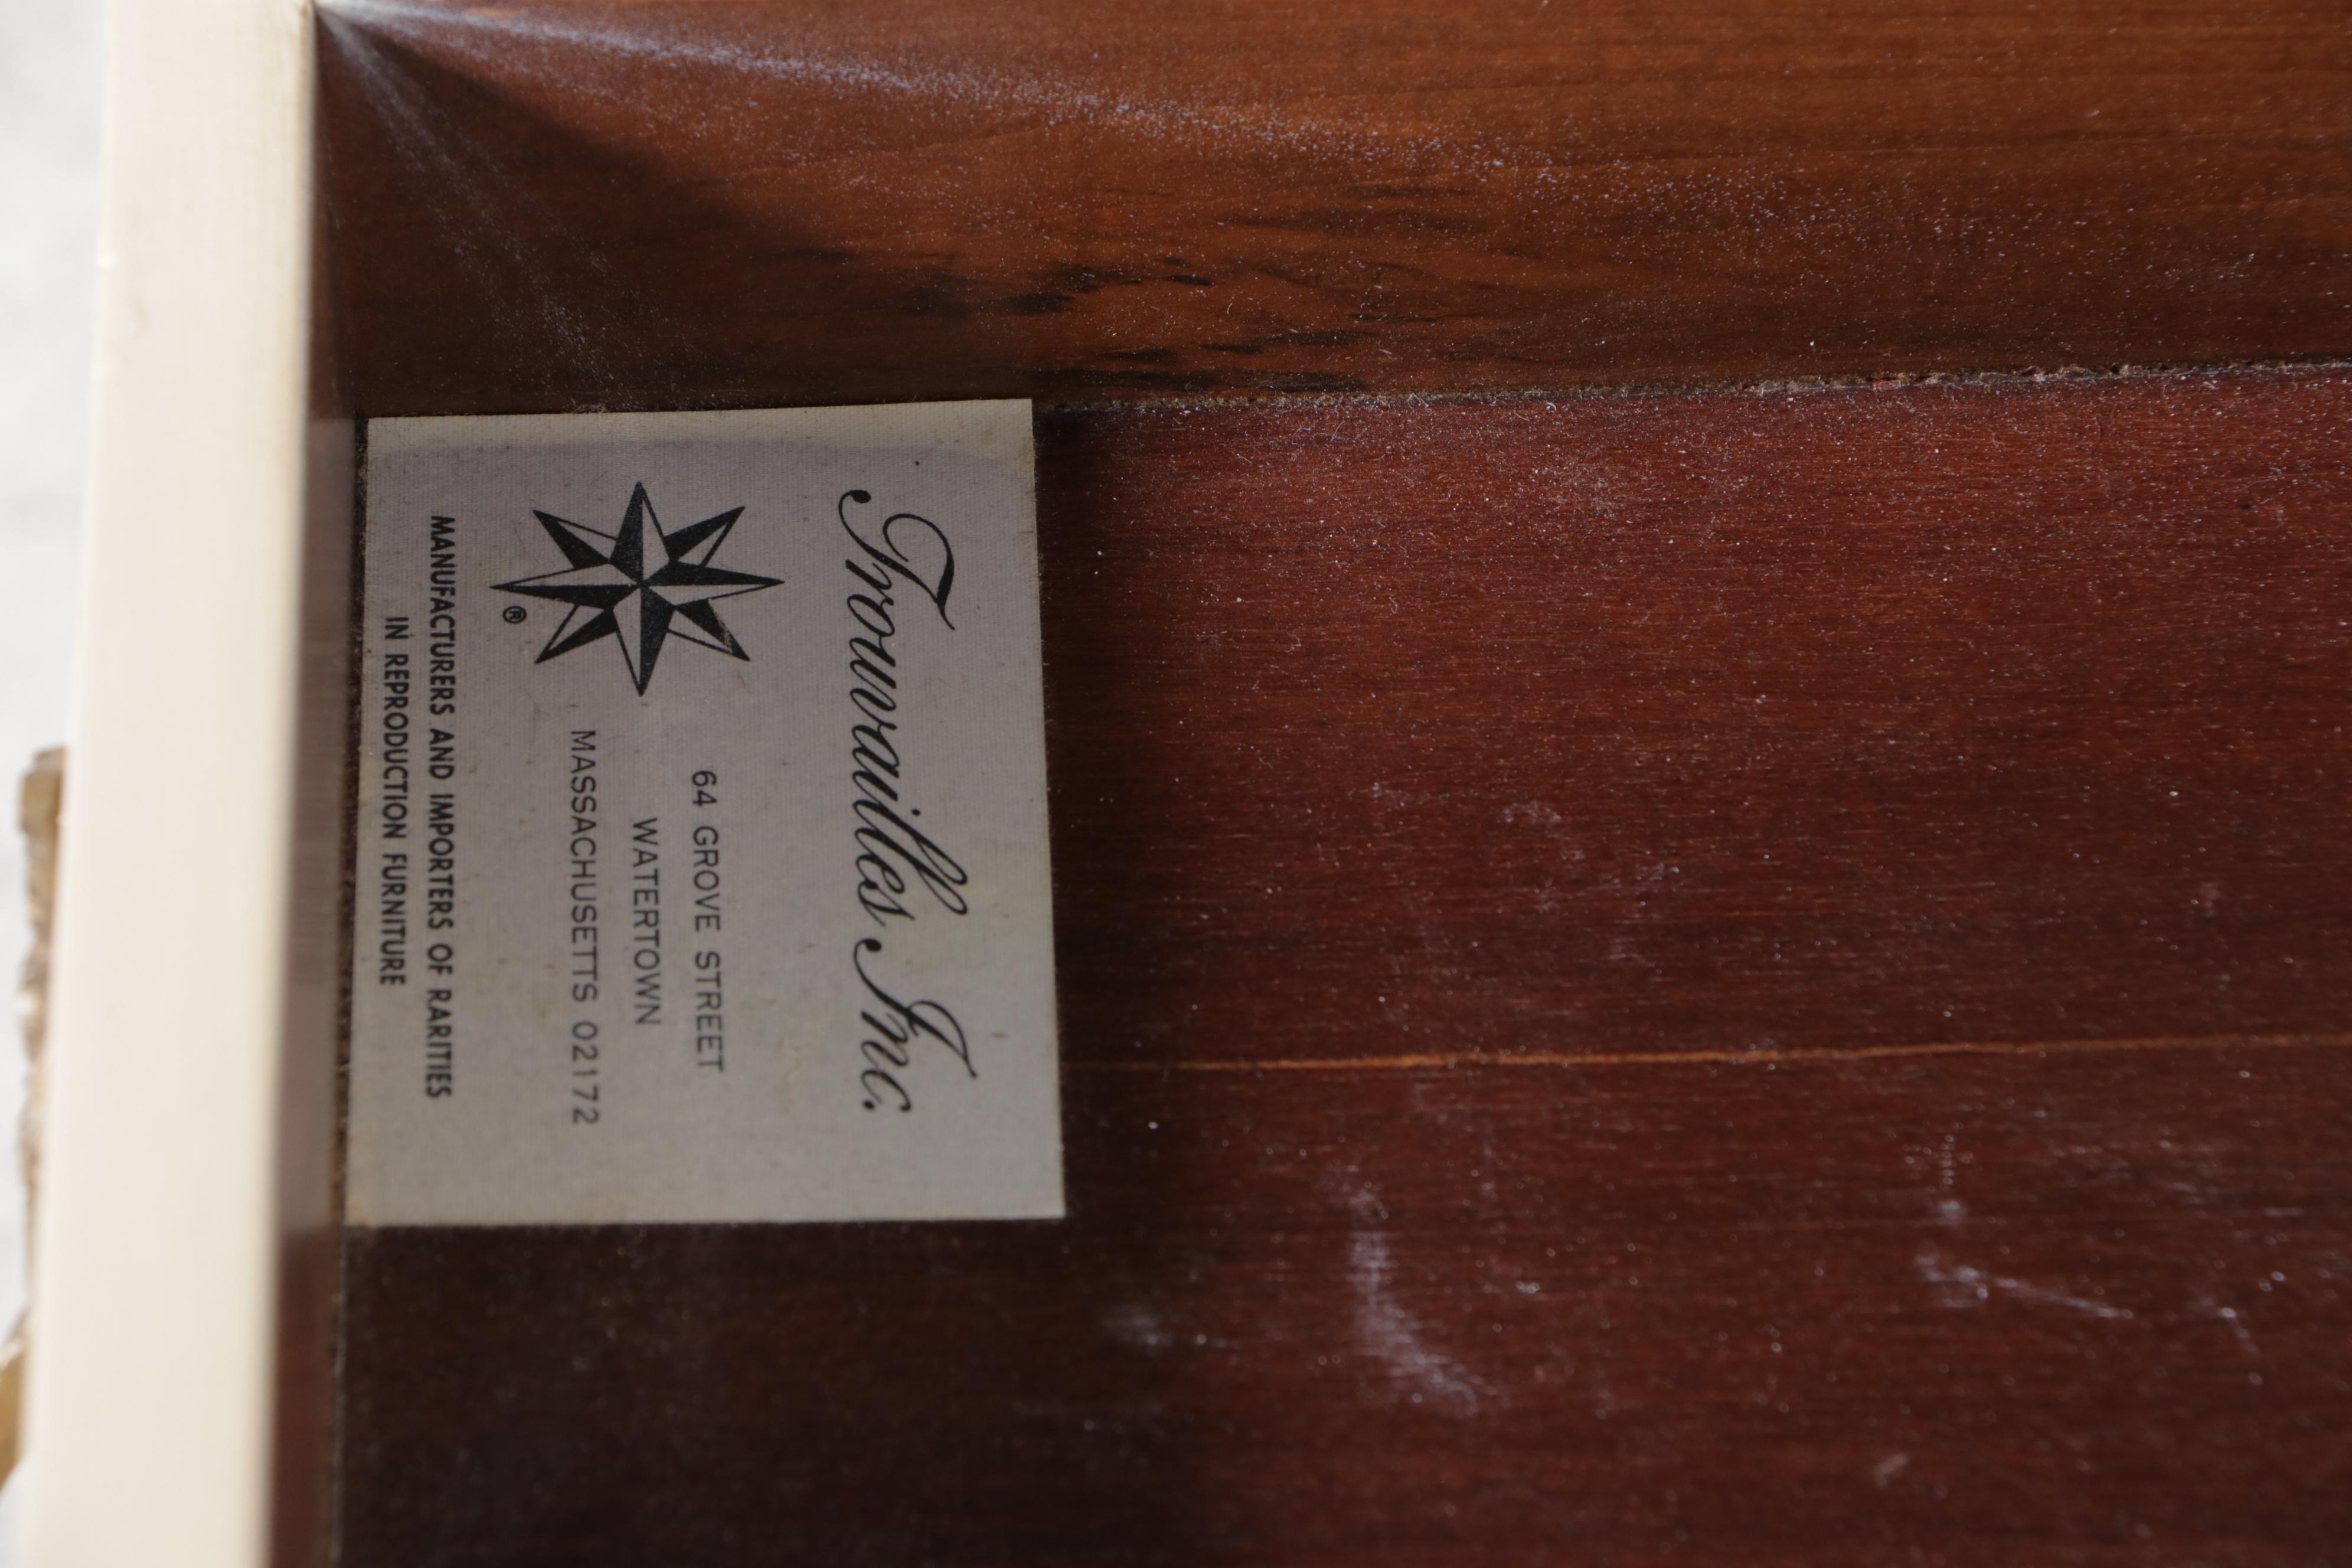 Trouvailles Inc.
64 GROVE STREET
WATERTOWN
MASSACHUSETTS 02172
®
MANUFACTURERS AND IMPORTERS OF RARITIES
IN REPRODUCTION FURNITURE